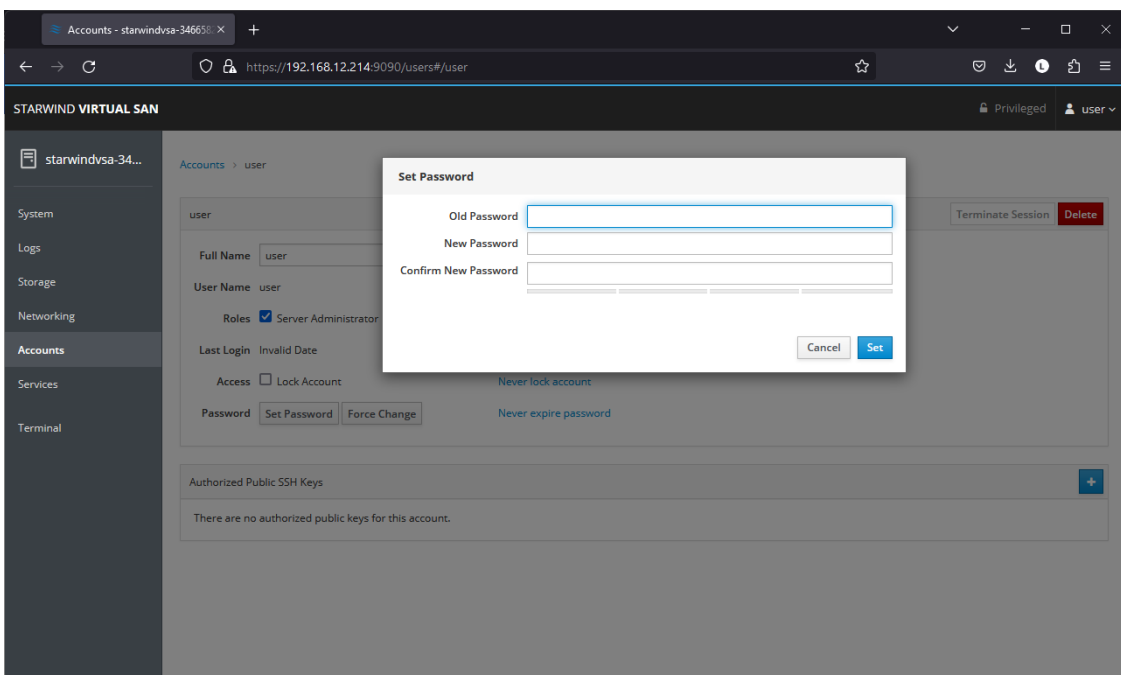 Accounts - starwindvsa-346658
https://192.168.12.214:9090/users#/user
STARWIND VIRTUAL SAN
Privileged
user
starwindvsa-34...
System
Logs
Storage
Networking
Accounts
Services
Terminal
Accounts > user
user
Terminate Session Delete
Full Name user
User Name user
Roles Server Administrator
Last Login Invalid Date
Access Lock Account Never lock account
Password Set Password Force Change Never expire password
Set Password
Old Password
New Password
Confirm New Password
Cancel Set
Authorized Public SSH Keys
There are no authorized public keys for this account.